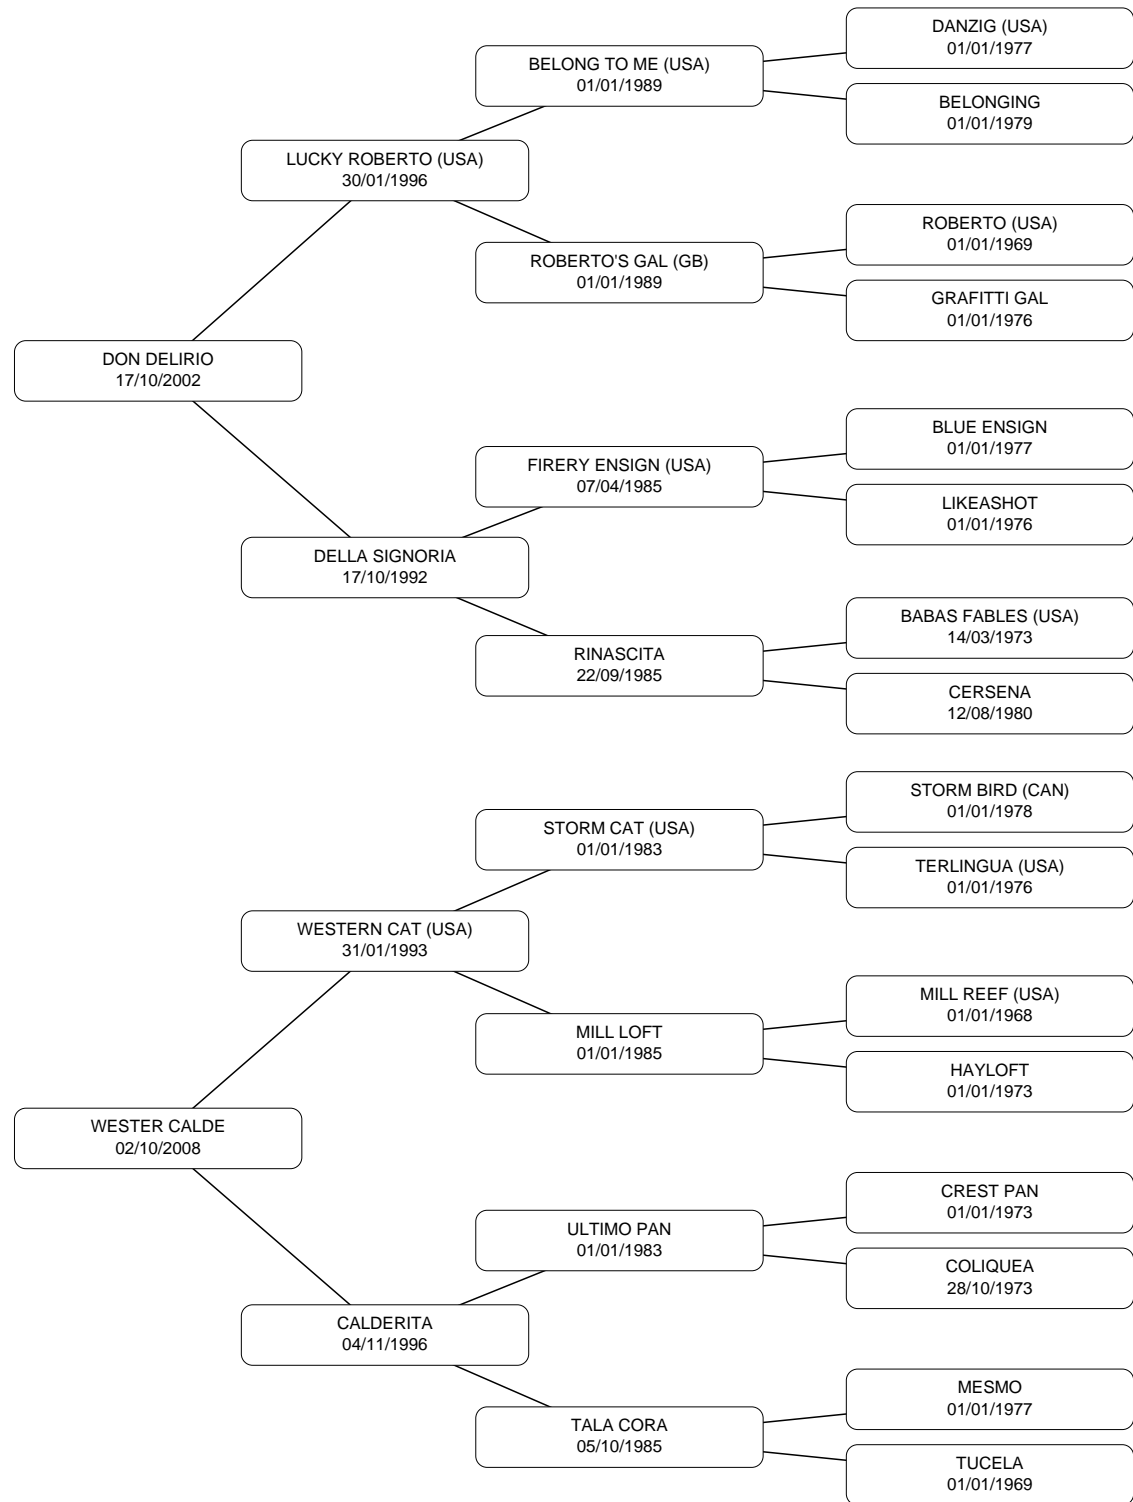 DANZIG (USA)
01/01/1977
BELONG TO ME (USA)
01/01/1989
BELONGING
01/01/1979
LUCKY ROBERTO (USA)
30/01/1996
ROBERTO (USA)
01/01/1969
ROBERTO'S GAL (GB)
01/01/1989
GRAFITTI GAL
01/01/1976
DON DELIRIO
17/10/2002
BLUE ENSIGN
01/01/1977
FIRERY ENSIGN (USA)
07/04/1985
LIKEASHOT
01/01/1976
DELLA SIGNORIA
17/10/1992
BABAS FABLES (USA)
14/03/1973
RINASCITA
22/09/1985
CERSENA
12/08/1980
STORM BIRD (CAN)
01/01/1978
STORM CAT (USA)
01/01/1983
TERLINGUA (USA)
01/01/1976
WESTERN CAT (USA)
31/01/1993
MILL REEF (USA)
01/01/1968
MILL LOFT
01/01/1985
HAYLOFT
01/01/1973
WESTER CALDE
02/10/2008
CREST PAN
01/01/1973
ULTIMO PAN
01/01/1983
COLIQUEA
28/10/1973
CALDERITA
04/11/1996
MESMO
01/01/1977
TALA CORA
05/10/1985
TUCELA
01/01/1969